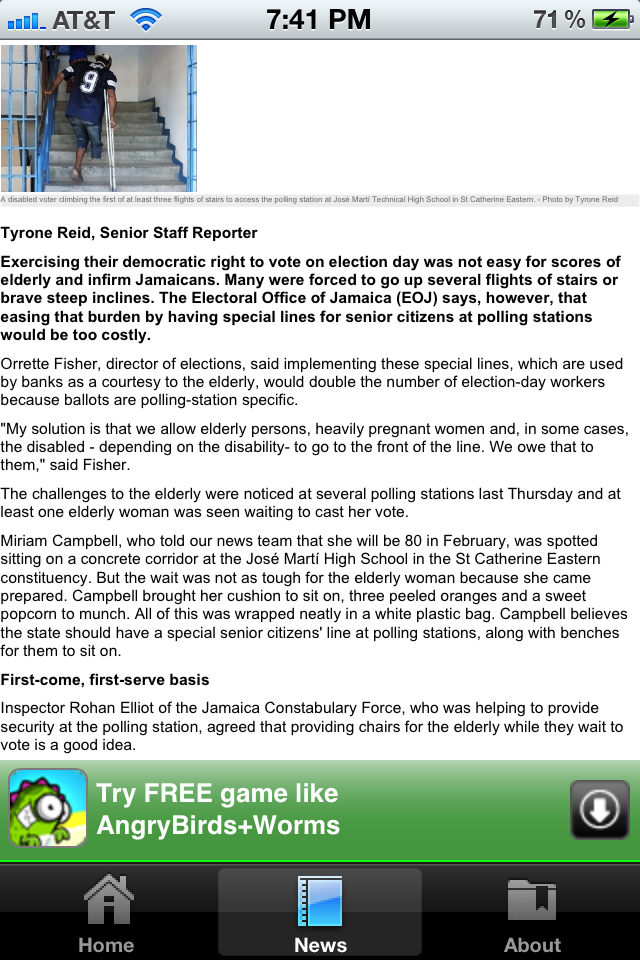 AT&T 7:41 PM 71 %
9
A disabled voter climbing the first of at least three flights of stairs to access the polling station at José Martí Technical High School in St Catherine Eastern. - Photo by Tyrone Reid
Tyrone Reid, Senior Staff Reporter
Exercising their democratic right to vote on election day was not easy for scores of
elderly and infirm Jamaicans. Many were forced to go up several flights of stairs or
brave steep inclines. The Electoral Office of Jamaica (EOJ) says, however, that
easing that burden by having special lines for senior citizens at polling stations
would be too costly.
Orrette Fisher, director of elections, said implementing these special lines, which are used
by banks as a courtesy to the elderly, would double the number of election-day workers
because ballots are polling-station specific.
"My solution is that we allow elderly persons, heavily pregnant women and, in some cases,
the disabled - depending on the disability- to go to the front of the line. We owe that to
them," said Fisher.
The challenges to the elderly were noticed at several polling stations last Thursday and at
least one elderly woman was seen waiting to cast her vote.
Miriam Campbell, who told our news team that she will be 80 in February, was spotted
sitting on a concrete corridor at the José Martí High School in the St Catherine Eastern
constituency. But the wait was not as tough for the elderly woman because she came
prepared. Campbell brought her cushion to sit on, three peeled oranges and a sweet
popcorn to munch. All of this was wrapped neatly in a white plastic bag. Campbell believes
the state should have a special senior citizens' line at polling stations, along with benches
for them to sit on.
First-come, first-serve basis
Inspector Rohan Elliot of the Jamaica Constabulary Force, who was helping to provide
security at the polling station, agreed that providing chairs for the elderly while they wait to
vote is a good idea.
Try FREE game like
AngryBirds+Worms
Home News About